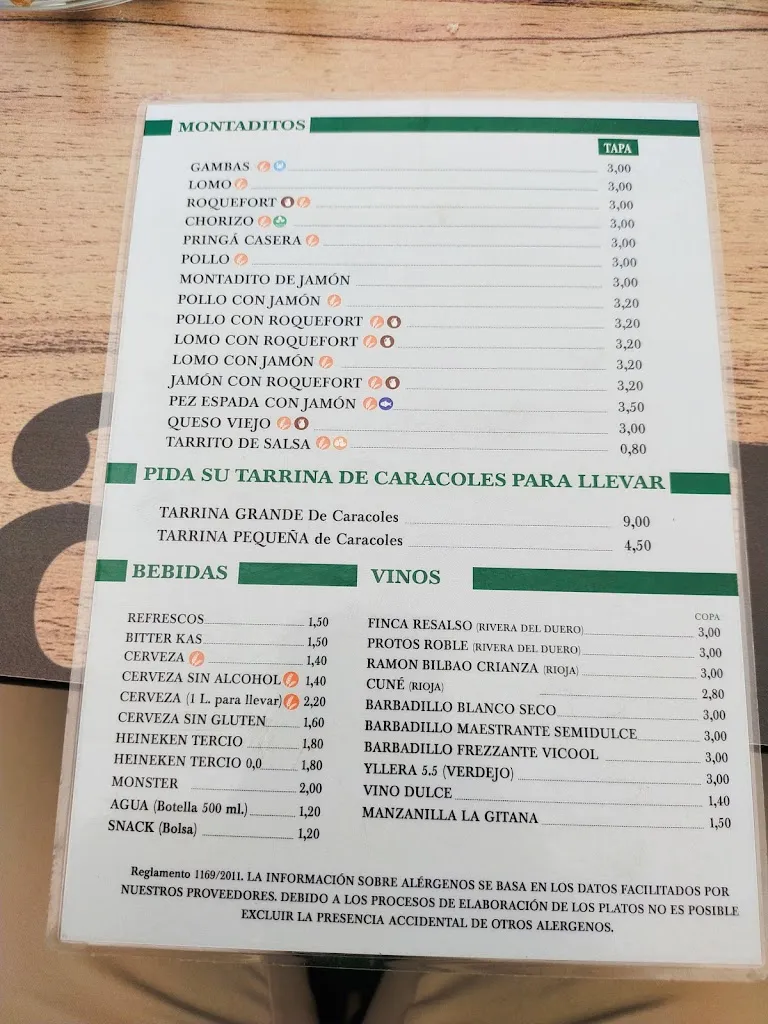 MONTADITOS
TAPA
GAMBAS 3,00
LOMO 3,00
ROQUEFORT 3,00
CHORIZO 3,00
PRINGÁ CASERA 3,00
POLLO 3,00
MONTADITO DE JAMÓN 3,00
POLLO CON JAMÓN 3,20
POLLO CON ROQUEFORT 3,20
LOMO CON ROQUEFORT 3,20
LOMO CON JAMÓN 3,20
JAMÓN CON ROQUEFORT 3,20
PEZ ESPADA CON JAMÓN 3,50
QUESO VIEJO 3,00
TARRITO DE SALSA 0,80
PIDA SU TARRINA DE CARACOLES PARA LLEVAR
TARRINA GRANDE De Caracoles 9,00
TARRINA PEQUEÑA de Caracoles 4,50
BEBIDAS
REFRESCOS 1,50
BITTER KAS 1,50
CERVEZA 1,40
CERVEZA SIN ALCOHOL 1,40
CERVEZA (1 L. para llevar) 2,20
CERVEZA SIN GLUTEN 1,60
HEINEKEN TERCIO 1,80
HEINEKEN TERCIO 0,0 1,80
MONSTER 2,00
AGUA (Botella 500 ml.) 1,20
SNACK (Bolsa) 1,20
VINOS
COPA
FINCA RESALSO (RIVERA DEL DUERO) 3,00
PROTOS ROBLE (RIVERA DEL DUERO) 3,00
RAMON BILBAO CRIANZA (RIOJA) 3,00
CUNÉ (RIOJA) 2,80
BARBADILLO BLANCO SECO 3,00
BARBADILLO MAESTRANTE SEMIDULCE 3,00
BARBADILLO FREZZANTE VICOOL 3,00
YLLERA 5.5 (VERDEJO) 3,00
VINO DULCE 1,40
MANZANILLA LA GITANA 1,50
Reglamento 1169/2011. LA INFORMACIÓN SOBRE ALÉRGENOS SE BASA EN LOS DATOS FACILITADOS POR
NUESTROS PROVEEDORES. DEBIDO A LOS PROCESOS DE ELABORACIÓN DE LOS PLATOS NO ES POSIBLE
EXCLUIR LA PRESENCIA ACCIDENTAL DE OTROS ALERGENOS.
a